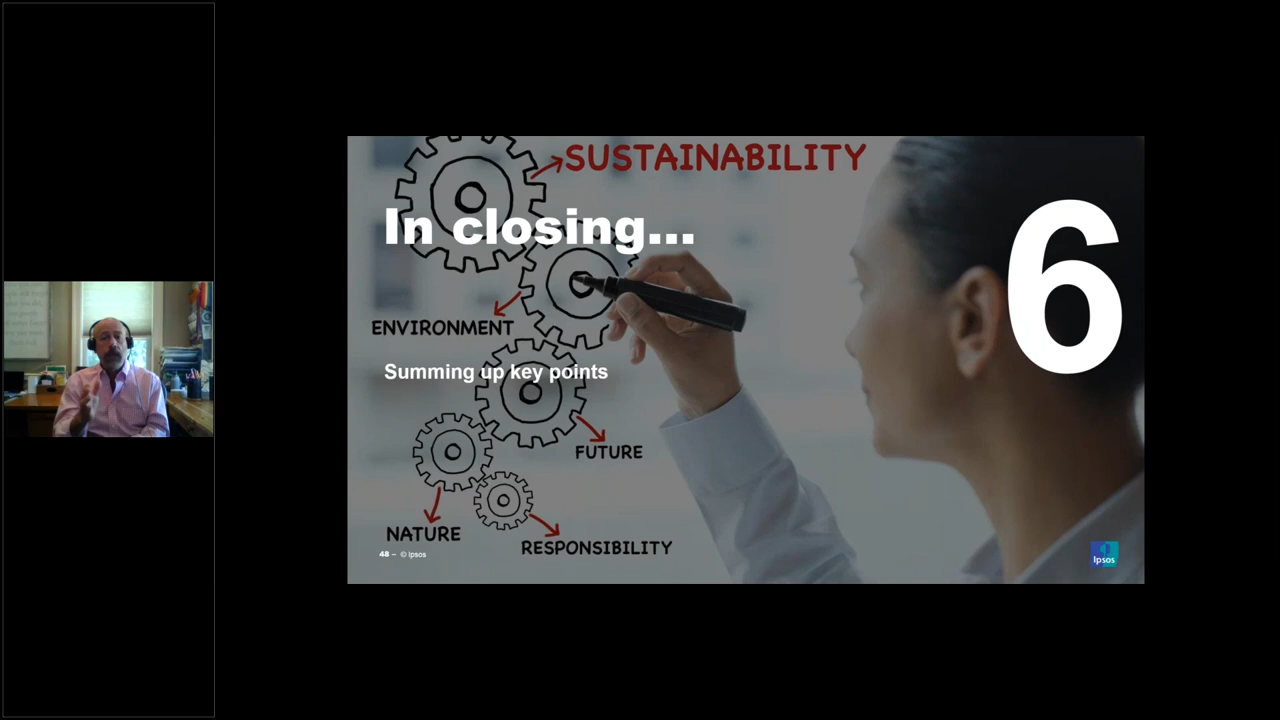 SUSTAINABILITY
6
In closing...
ENVIRONMENT
Summing up key points
FUTURE
NATURE
RESPONSIBILITY
48 – © Ipsos
Ipsos